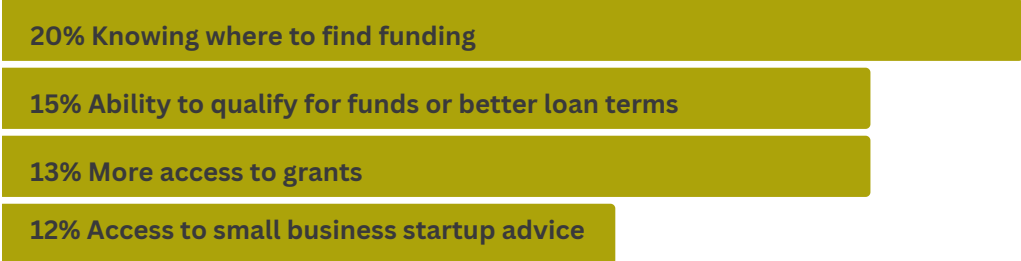 20% Knowing where to find funding
15% Ability to qualify for funds or better loan terms
13% More access to grants
12% Access to small business startup advice